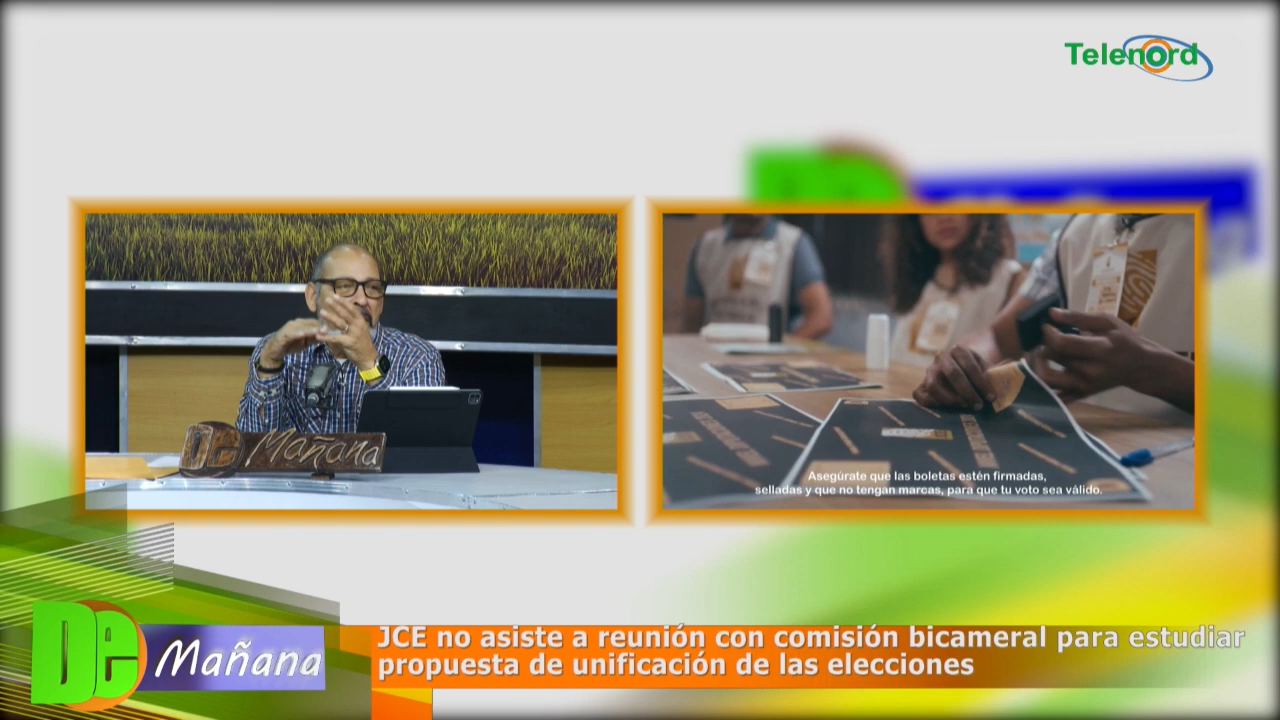 Telenord
De Mañana
Asegúrate que las boletas estén firmadas,
selladas y que no tengan marcas, para que tu voto sea válido.
De
Mañana
JCE no asiste a reunión con comisión bicameral para estudiar
propuesta de unificación de las elecciones